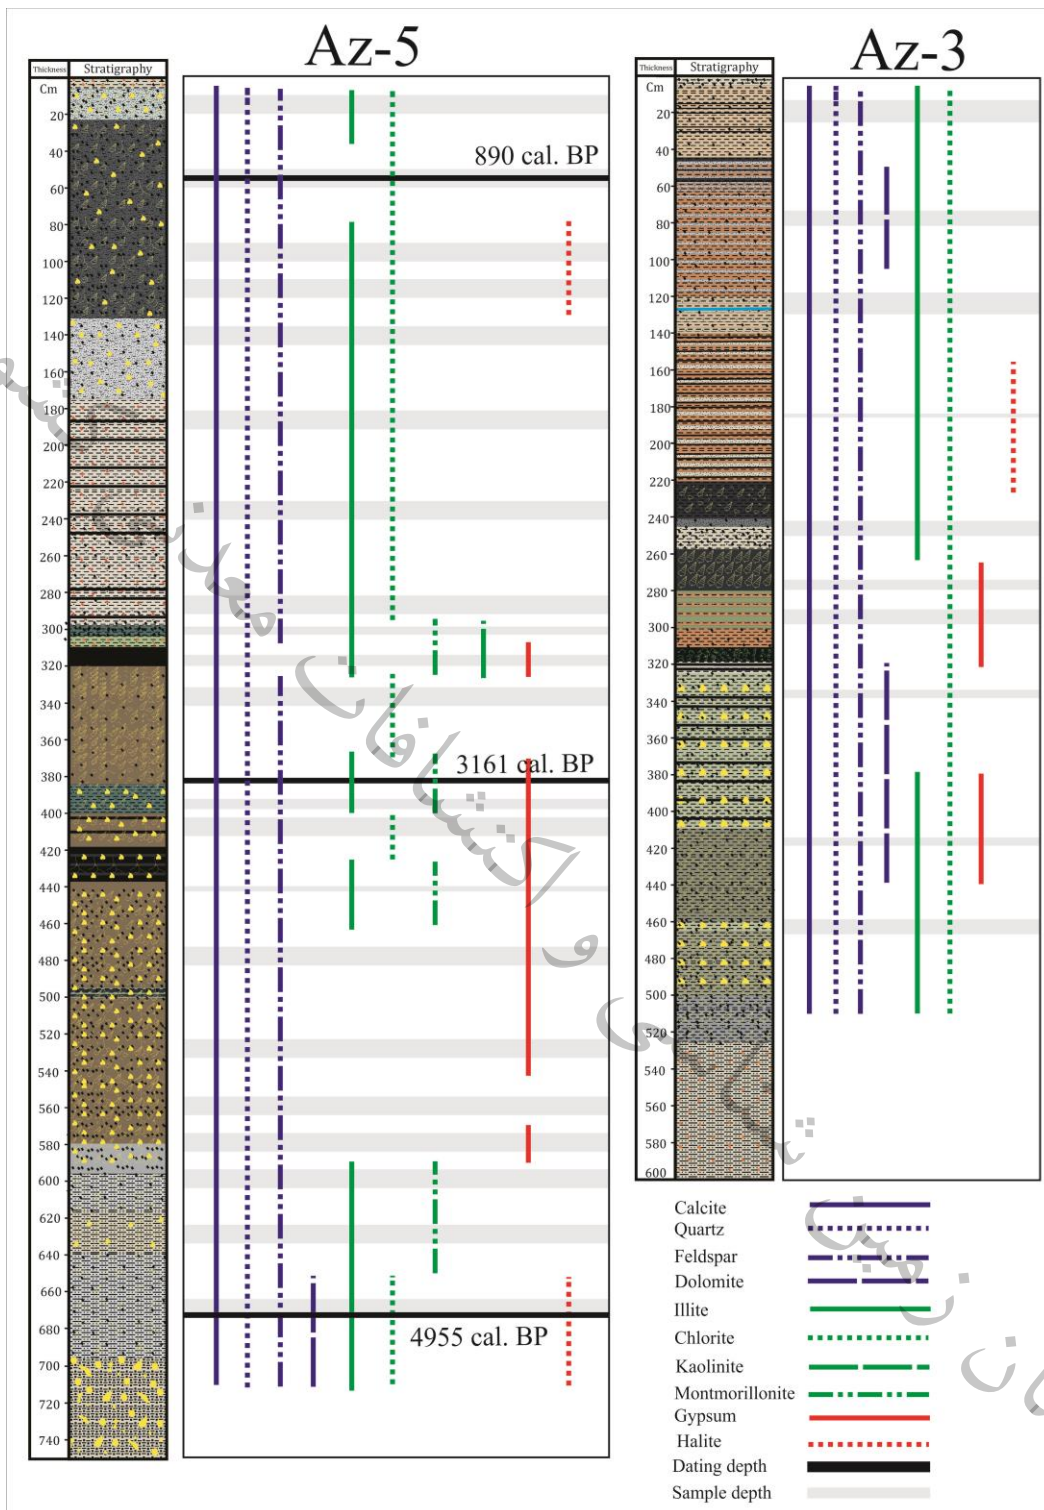 Az-5
Az-3
Thickness
Stratigraphy
Cm
20
40
60
80
100
120
140
160
180
200
220
240
260
280
300
320
340
360
380
400
420
440
460
480
500
520
540
560
580
600
620
640
660
680
700
720
740
890 cal. BP
3161 cal. BP
4955 cal. BP
Thickness
Stratigraphy
Cm
20
40
60
80
100
120
140
160
180
200
220
240
260
280
300
320
340
360
380
400
420
440
460
480
500
520
540
560
580
600
Calcite
Quartz
Feldspar
Dolomite
Illite
Chlorite
Kaolinite
Montmorillonite
Gypsum
Halite
Dating depth
Sample depth
و اکتشافات معدنی